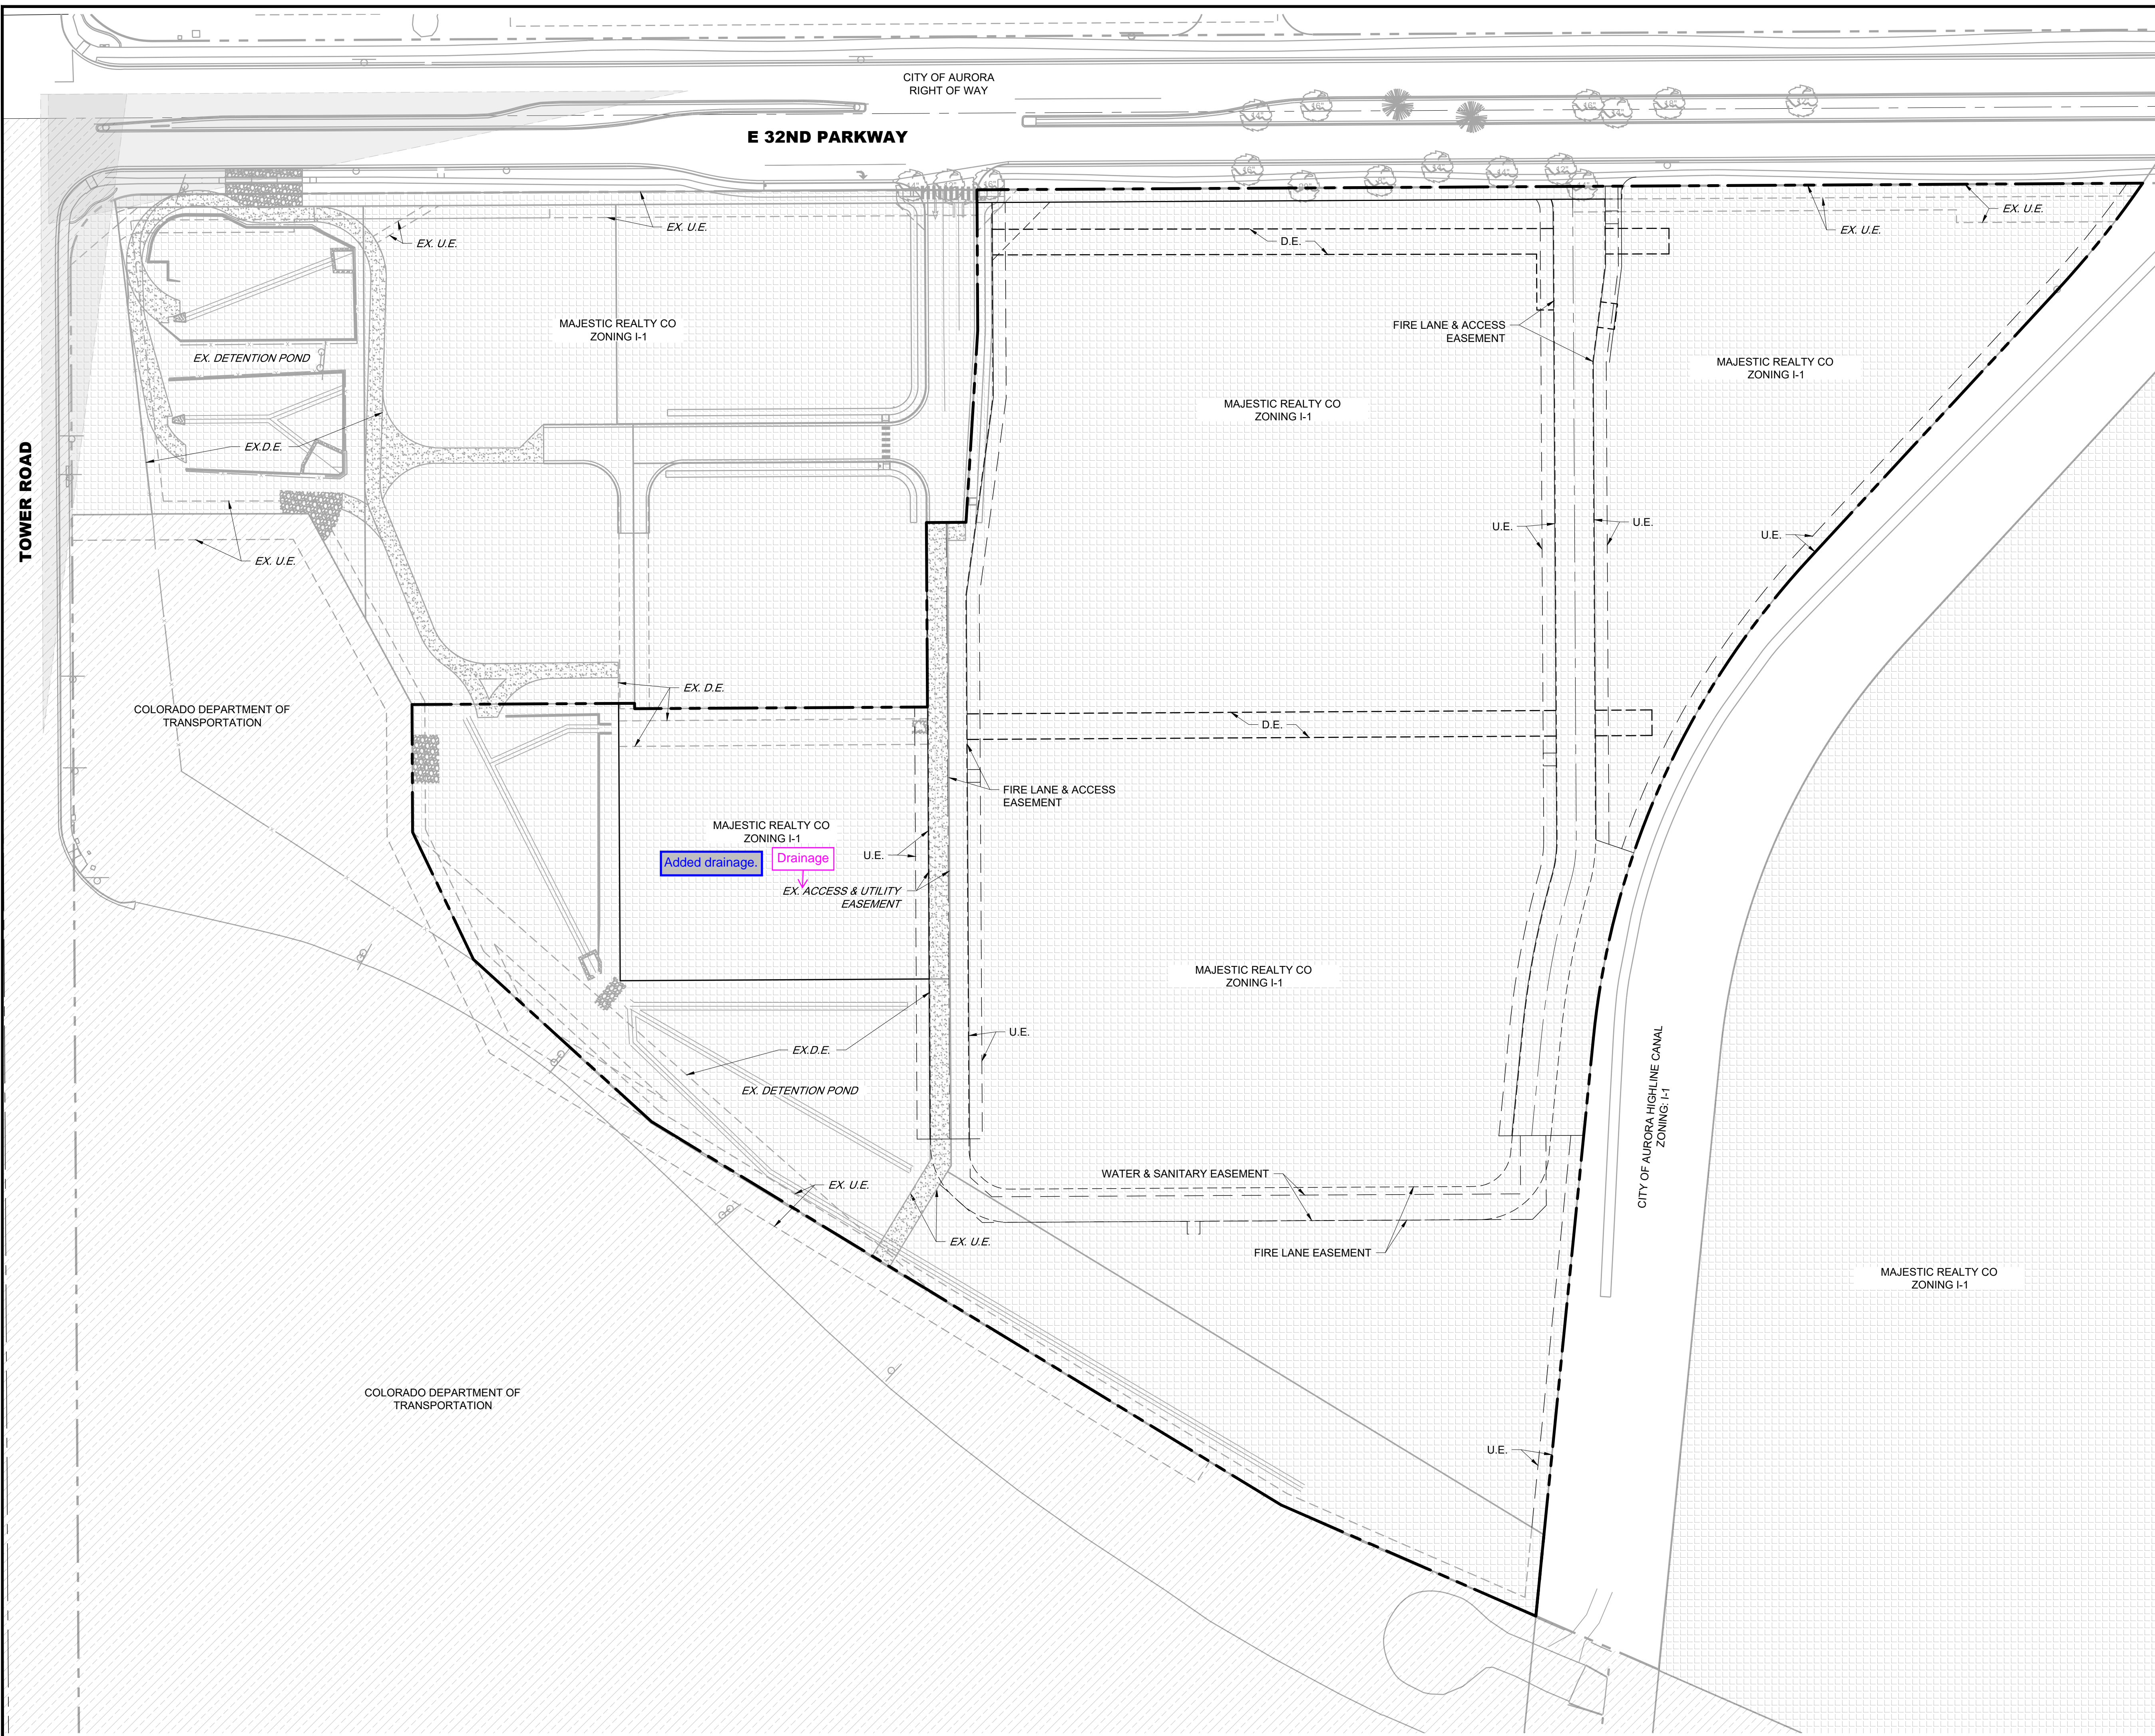 CITY OF AURORA
RIGHT OF WAY
E 32ND PARKWAY
EX. U.E.
EX. U.E.
EX. U.E.
EX. U.E.
D.E.
MAJESTIC REALTY CO
ZONING I-1
FIRE LANE & ACCESS
EASEMENT
EX. DETENTION POND
MAJESTIC REALTY CO
ZONING I-1
MAJESTIC REALTY CO
ZONING I-1
EX.D.E.
TOWER ROAD
U.E.
U.E.
U.E.
EX. U.E.
EX. D.E.
COLORADO DEPARTMENT OF
TRANSPORTATION
D.E.
FIRE LANE & ACCESS
EASEMENT
MAJESTIC REALTY CO
ZONING I-1
Added drainage.
Drainage
U.E.
EX. ACCESS & UTILITY
EASEMENT
MAJESTIC REALTY CO
ZONING I-1
U.E.
EX.D.E.
EX. DETENTION POND
CITY OF AURORA HIGHLINE CANAL
ZONING: I-1
WATER & SANITARY EASEMENT
EX. U.E.
EX. U.E.
FIRE LANE EASEMENT
MAJESTIC REALTY CO
ZONING I-1
COLORADO DEPARTMENT OF
TRANSPORTATION
U.E.